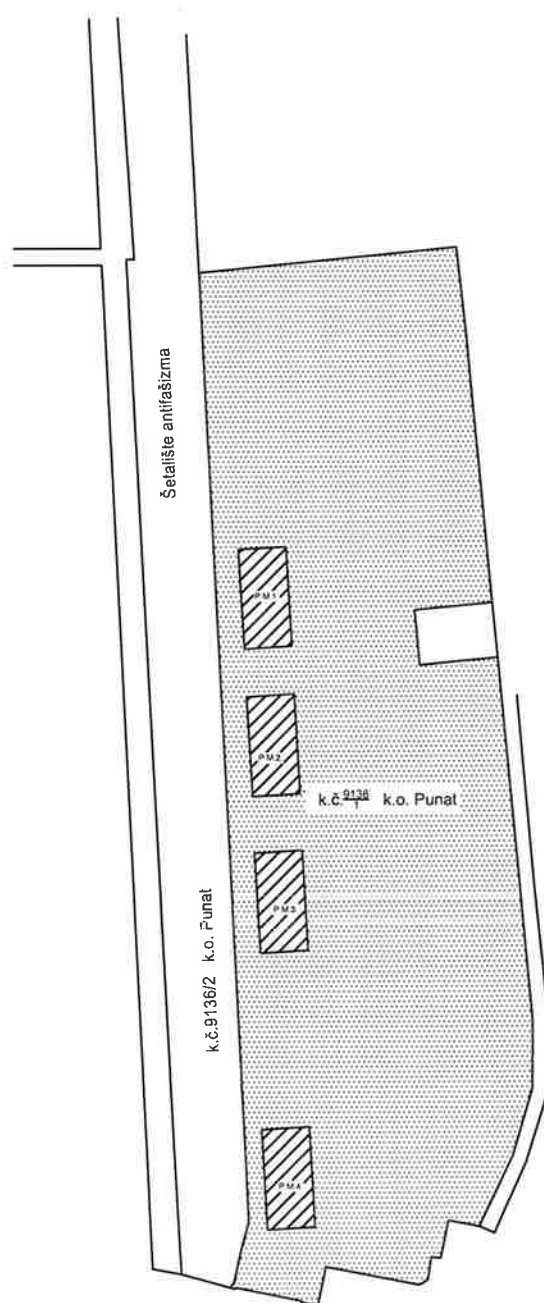 Šetalište antifašizma
PM1
PM2
k.č. 9136/1 k.o. Punat
PM3
k.č.9136/2 k.o. Punat
PM4